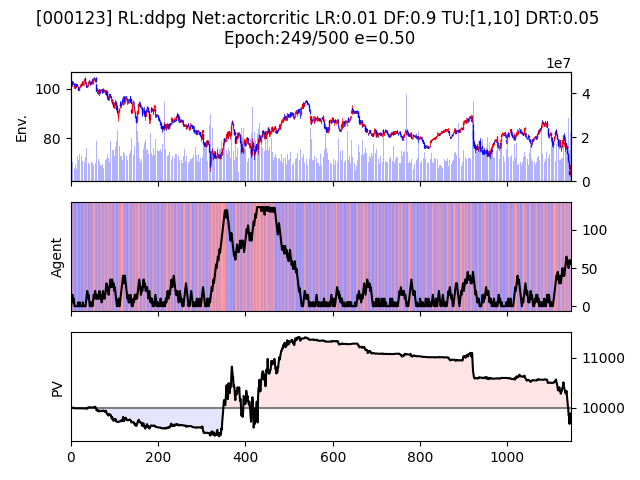 [000123] RL:ddpg Net:actorcritic LR:0.01 DF:0.9 TU:[1,10] DRT:0.05
Epoch:249/500 e=0.50
1e7
Env.
100
80
4
2
0
Agent
100
50
0
PV
11000
10000
0
200
400
600
800
1000